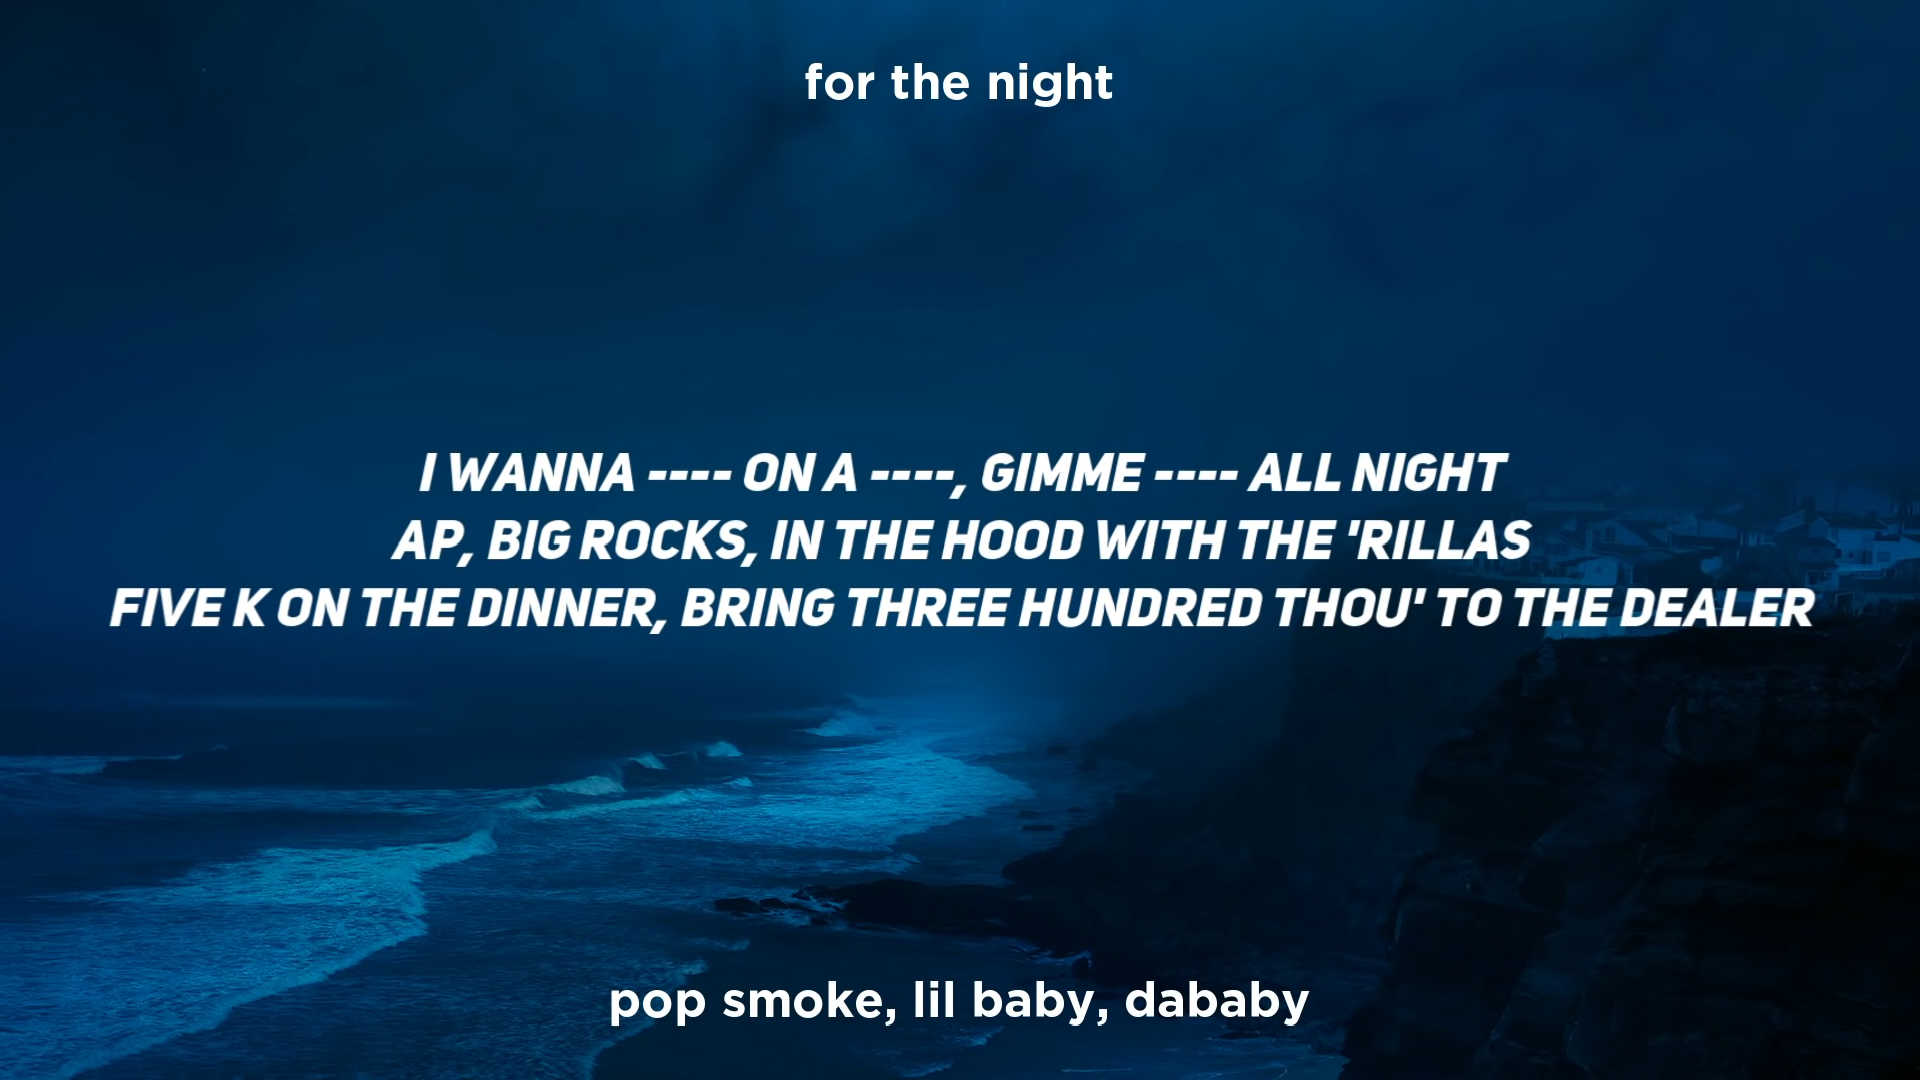 for the night
I WANNA ---- ON A ----, GIMME ---- ALL NIGHT
AP, BIG ROCKS, IN THE HOOD WITH THE 'RILLAS
FIVE K ON THE DINNER, BRING THREE HUNDRED THOU' TO THE DEALER
pop smoke, lil baby, dababy